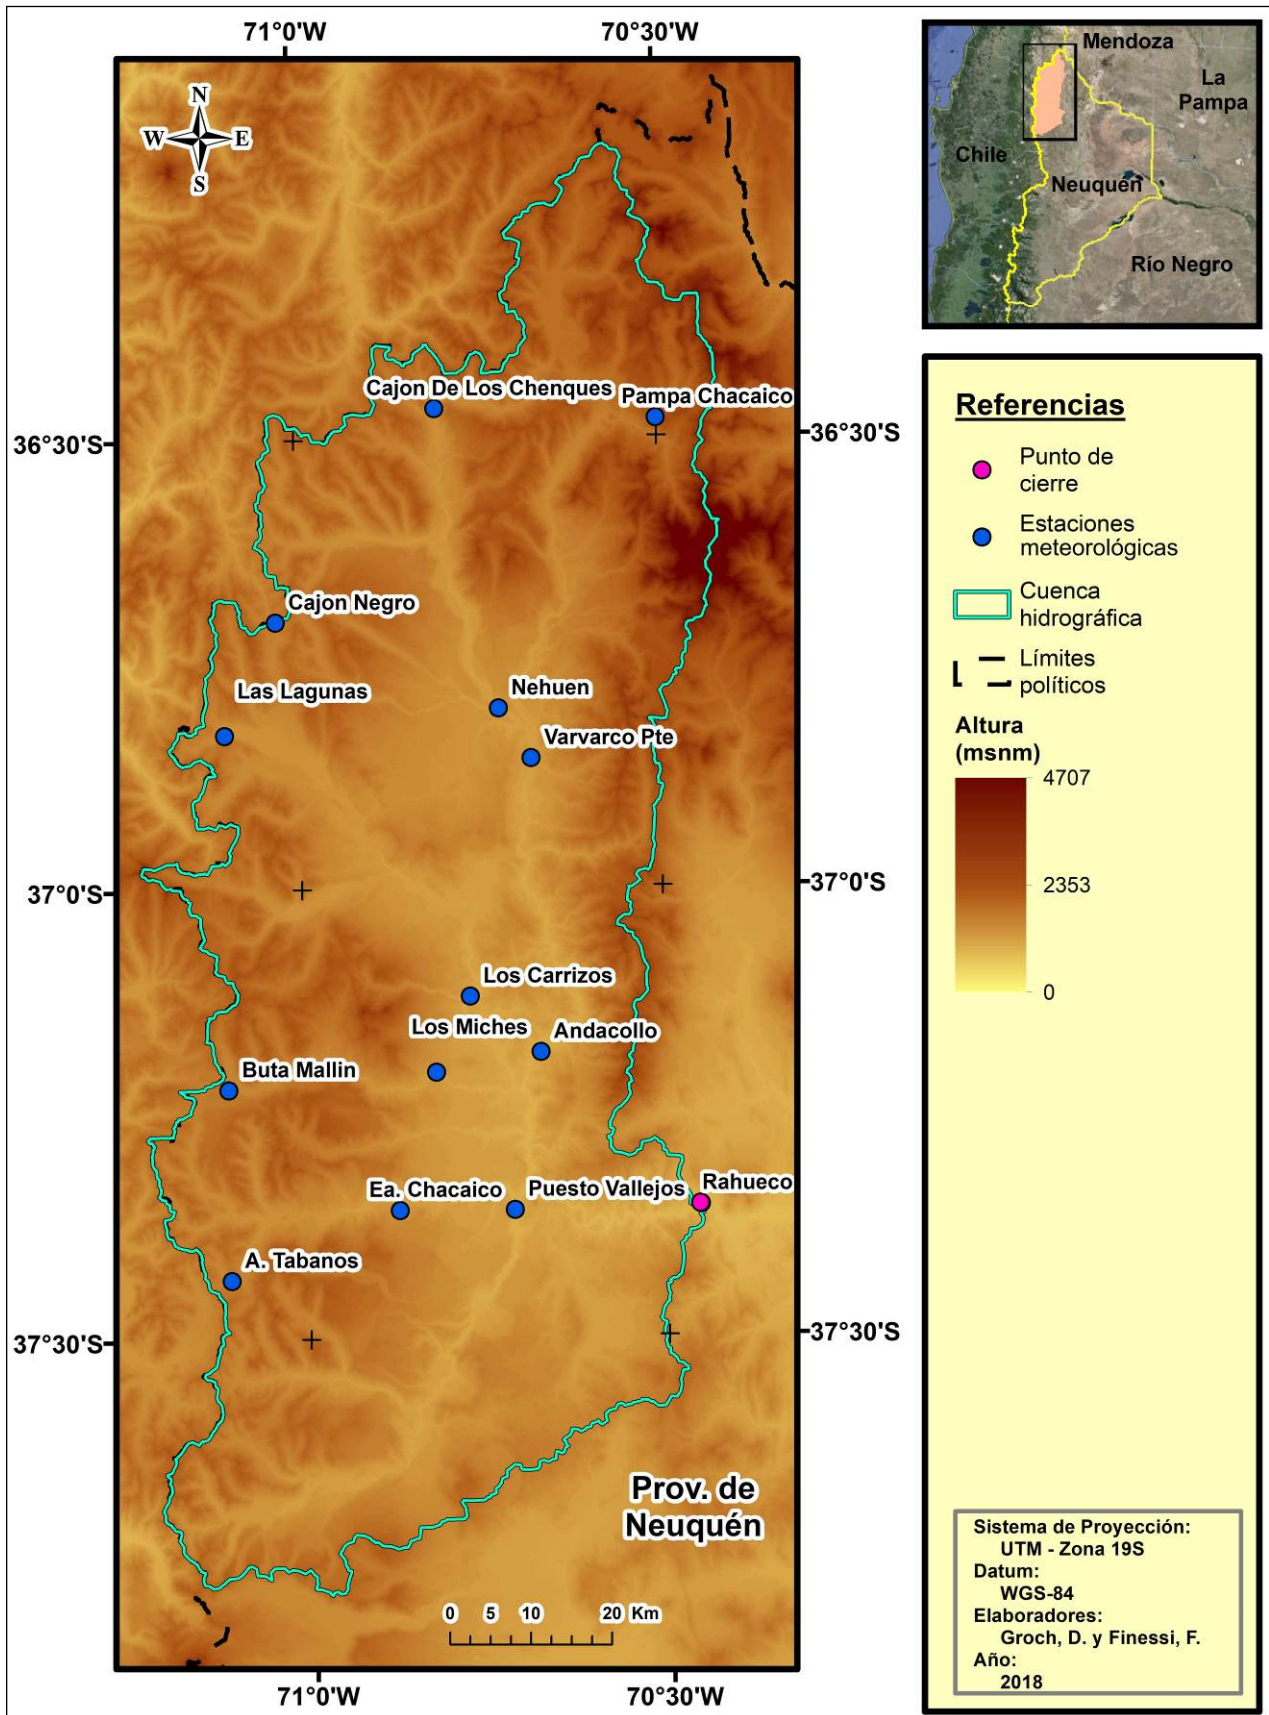 71°0'W
70°30'W
N
W
E
S
Cajon De Los Chenques
Pampa Chacaico
36°30'S
36°30'S
Cajon Negro
Las Lagunas
Nehuen
Varvarco Pte
37°0'S
37°0'S
Los Carrizos
Los Miches
Andacollo
Buta Mallin
Ea. Chacaico
Puesto Vallejos
Rahueco
A. Tabanos
37°30'S
37°30'S
Prov. de
Neuquén
0 5 10 20 Km
71°0'W
70°30'W
Mendoza
La
Pampa
Chile
Neuquén
Río Negro
Referencias
Punto de
cierre
Estaciones
meteorológicas
Cuenca
hidrográfica
Límites
políticos
Altura
(msnm)
4707
2353
0
Sistema de Proyección:
UTM - Zona 19S
Datum:
WGS-84
Elaboradores:
Groch, D. y Finessi, F.
Año:
2018